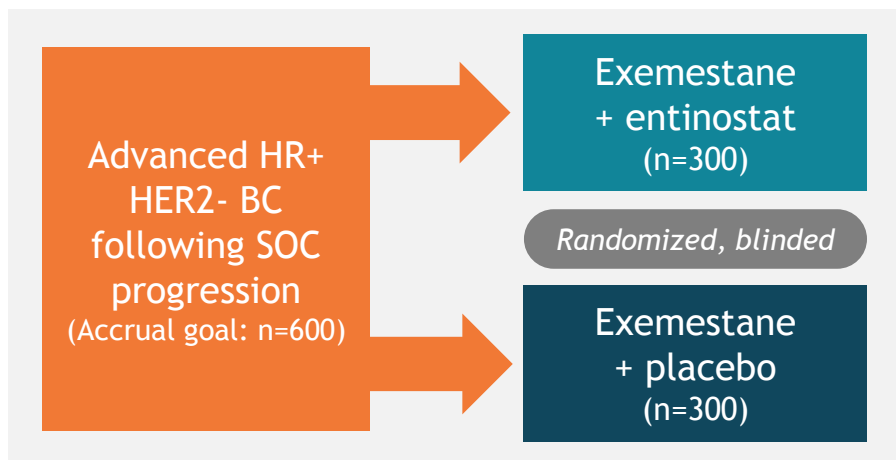 Advanced HR+
HER2- BC
following SOC
progression
(Accrual goal: n=600)
Exemestane
+ entinostat
(n=300)
Randomized, blinded
Exemestane
+ placebo
(n=300)